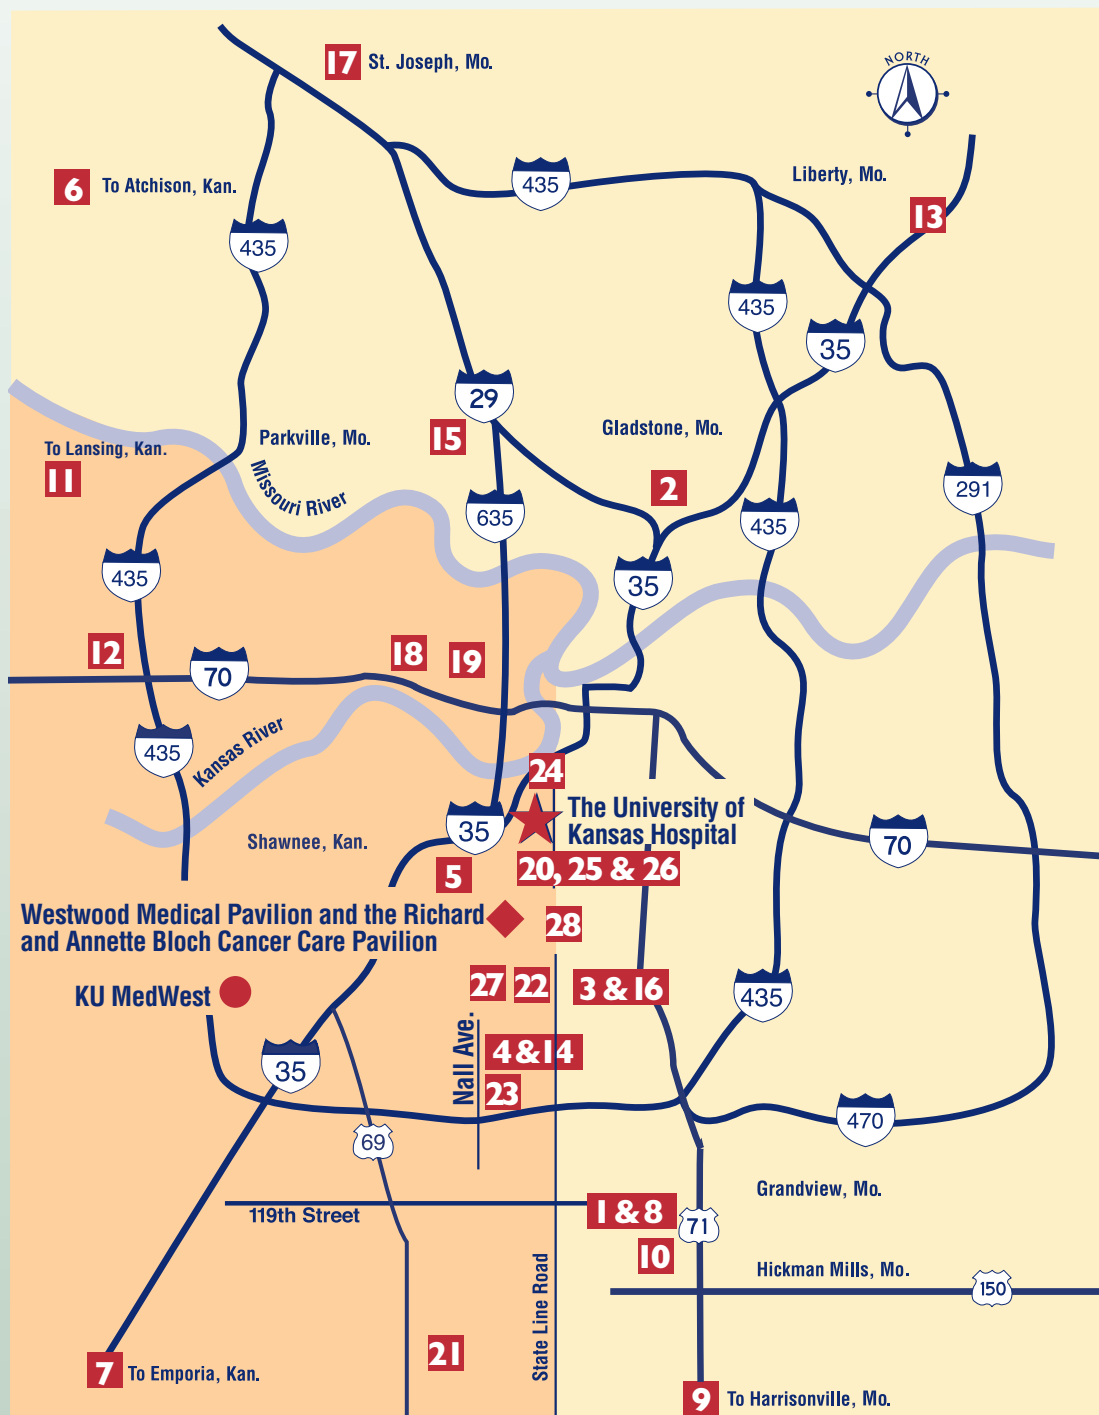 17 St. Joseph, Mo.
NORTH
6 To Atchison, Kan.
435
Liberty, Mo.
13
435
435
35
29
15
Gladstone, Mo.
Parkville, Mo.
To Lansing, Kan.
11
Missouri River
2
291
635
435
435
35
12
18
19
70
Kansas River
435
24
The University of
Kansas Hospital
35
Shawnee, Kan.
70
5
20, 25 & 26
Westwood Medical Pavilion and the Richard
and Annette Bloch Cancer Care Pavilion
28
KU MedWest
27
22
3 & 16
435
Nall Ave.
4 & 14
35
23
470
69
119th Street
1 & 8
Grandview, Mo.
71
10
Hickman Mills, Mo.
150
State Line Road
21
7 To Emporia, Kan.
9 To Harrisonville, Mo.